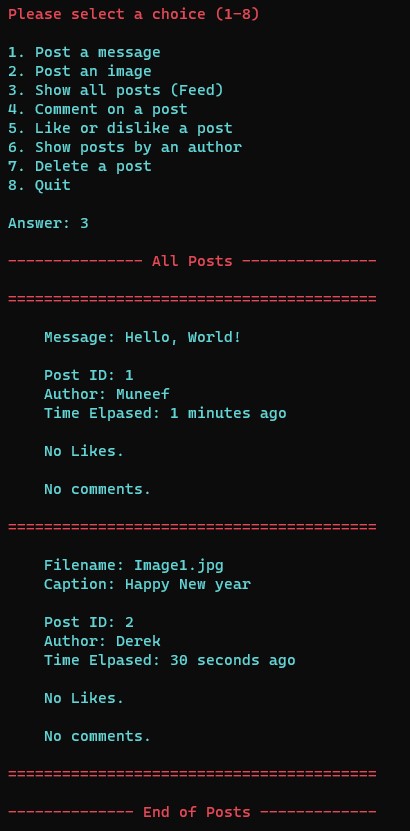 Please select a choice (1-8)
1. Post a message
2. Post an image
3. Show all posts (Feed)
4. Comment on a post
5. Like or dislike a post
6. Show posts by an author
7. Delete a post
8. Quit
Answer: 3
--------------- All Posts ---------------
=========================================
Message: Hello, World!
Post ID: 1
Author: Muneef
Time Elpased: 1 minutes ago
No Likes.
No comments.
=========================================
Filename: Image1.jpg
Caption: Happy New year
Post ID: 2
Author: Derek
Time Elpased: 30 seconds ago
No Likes.
No comments.
=========================================
-------------- End of Posts -------------